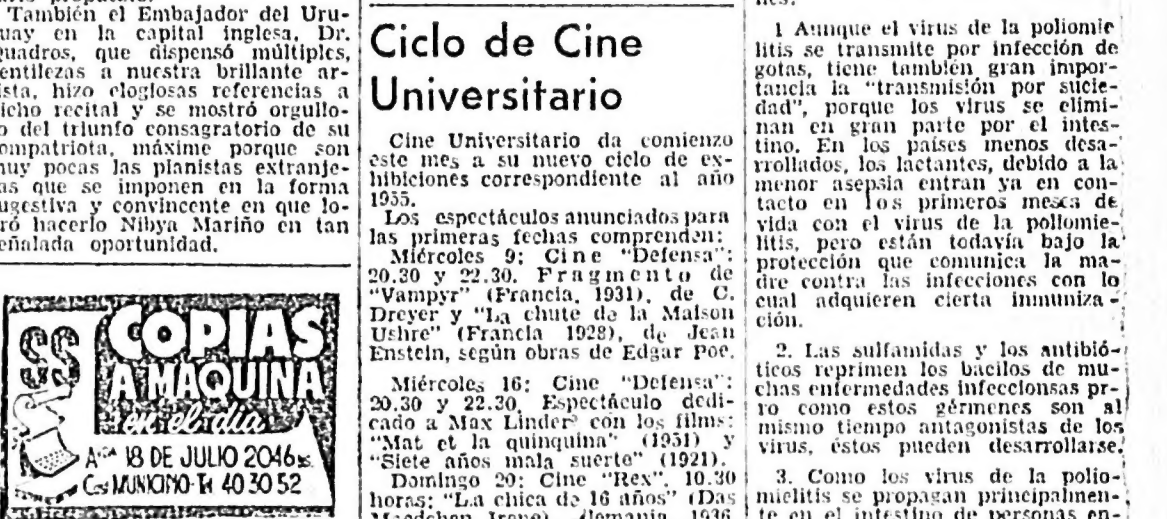 También el Embajador del Uru-
uay en la capital inglesa, Dr.
uadros, que dispensó múltiples
entilezas a nuestra brillante ar-
ista, hizo elogiosas referencias a
icho recital y se mostró orgullo-
o del triunfo consagratorio de su
ompatriota, máxime porque son
muy pocas las pianistas extranje-
as que se imponen en la forma
ugestiva y convincente en que lo-
ró hacerlo Nibya Mariño en tan
eñalada oportunidad.
COPIAS
A MAQUINA
en el día
18 DE JULIO 2046
MUNICIPIO 40 30 52
Ciclo de Cine
Universitario
Cine Universitario da comienzo
este mes a su nuevo ciclo de ex-
hibiciones correspondiente al año
1955.
Los espectáculos anunciados para
las primeras fechas comprenden:
Miércoles 9; Cine "Defensa":
20.30 y 22.30. Fragmento de
"Vampyr" (Francia, 1931), de C.
Dreyer y "La chute de la Maison
Ushre" (Francia 1928), de Jean
Enstein, según obras de Edgar Poe.
Miércoles 16: Cine "Defensa":
20.30 y 22.30. Espectáculo dedi-
cado a Max Linder con los films:
"Mat et la quinquina" (1951) y
"Siete años mala suerte" (1921).
Domingo 20: Cine "Rex", 10.30
horas: "La chica de 16 años" (Das
Maedchen Irene), Alemania 1936,
1 Aunque el virus de la poliomie
litis se transmite por infección de
gotas, tiene también gran impor-
tancia la "transmisión por sucie-
dad", porque los virus se elimi-
nan en gran parte por el intes-
tino. En los países menos desa-
rrollados, los lactantes, debido a la
menor asepsia entran ya en con-
tacto en los primeros meses de
vida con el virus de la poliomie-
litis, pero están todavía bajo la
protección que comunica la ma-
dre contra las infecciones con lo
cual adquieren cierta inmuniza-
ción.
2. Las sulfamidas y los antibió-
ticos reprimen los bacilos de mu-
chas enfermedades infecciosas pe-
ro como estos gérmenes son al
mismo tiempo antagonistas de los
virus, éstos pueden desarrollarse.
3. Como los virus de la polio-
mielitis se propagan principalmen-
te en el intestino de personas en-